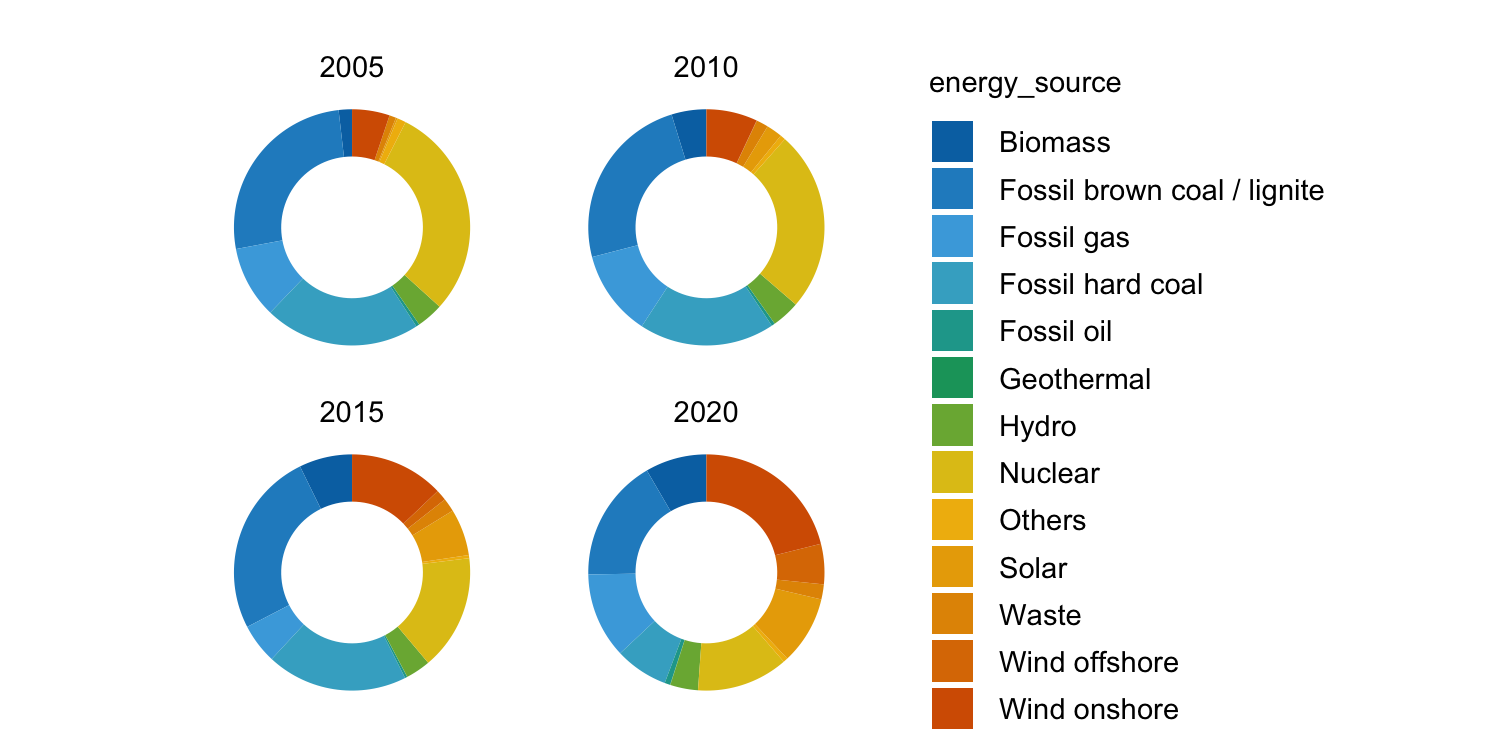 2005
2010
2015
2020
energy_source
Biomass
Fossil brown coal / lignite
Fossil gas
Fossil hard coal
Fossil oil
Geothermal
Hydro
Nuclear
Others
Solar
Waste
Wind offshore
Wind onshore